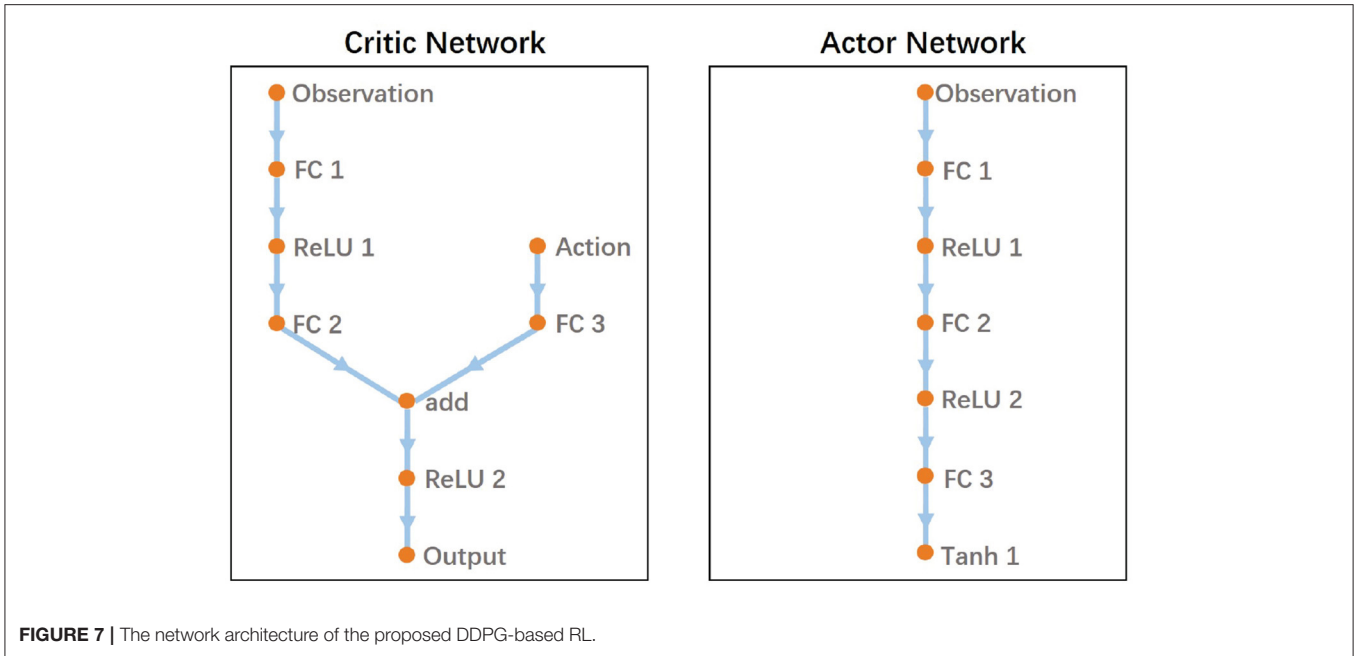 Critic Network
Observation
FC 1
ReLU 1
Action
FC 2
FC 3
add
ReLU 2
Output
Actor Network
Observation
FC 1
ReLU 1
FC 2
ReLU 2
FC 3
Tanh 1
FIGURE 7 | The network architecture of the proposed DDPG-based RL.